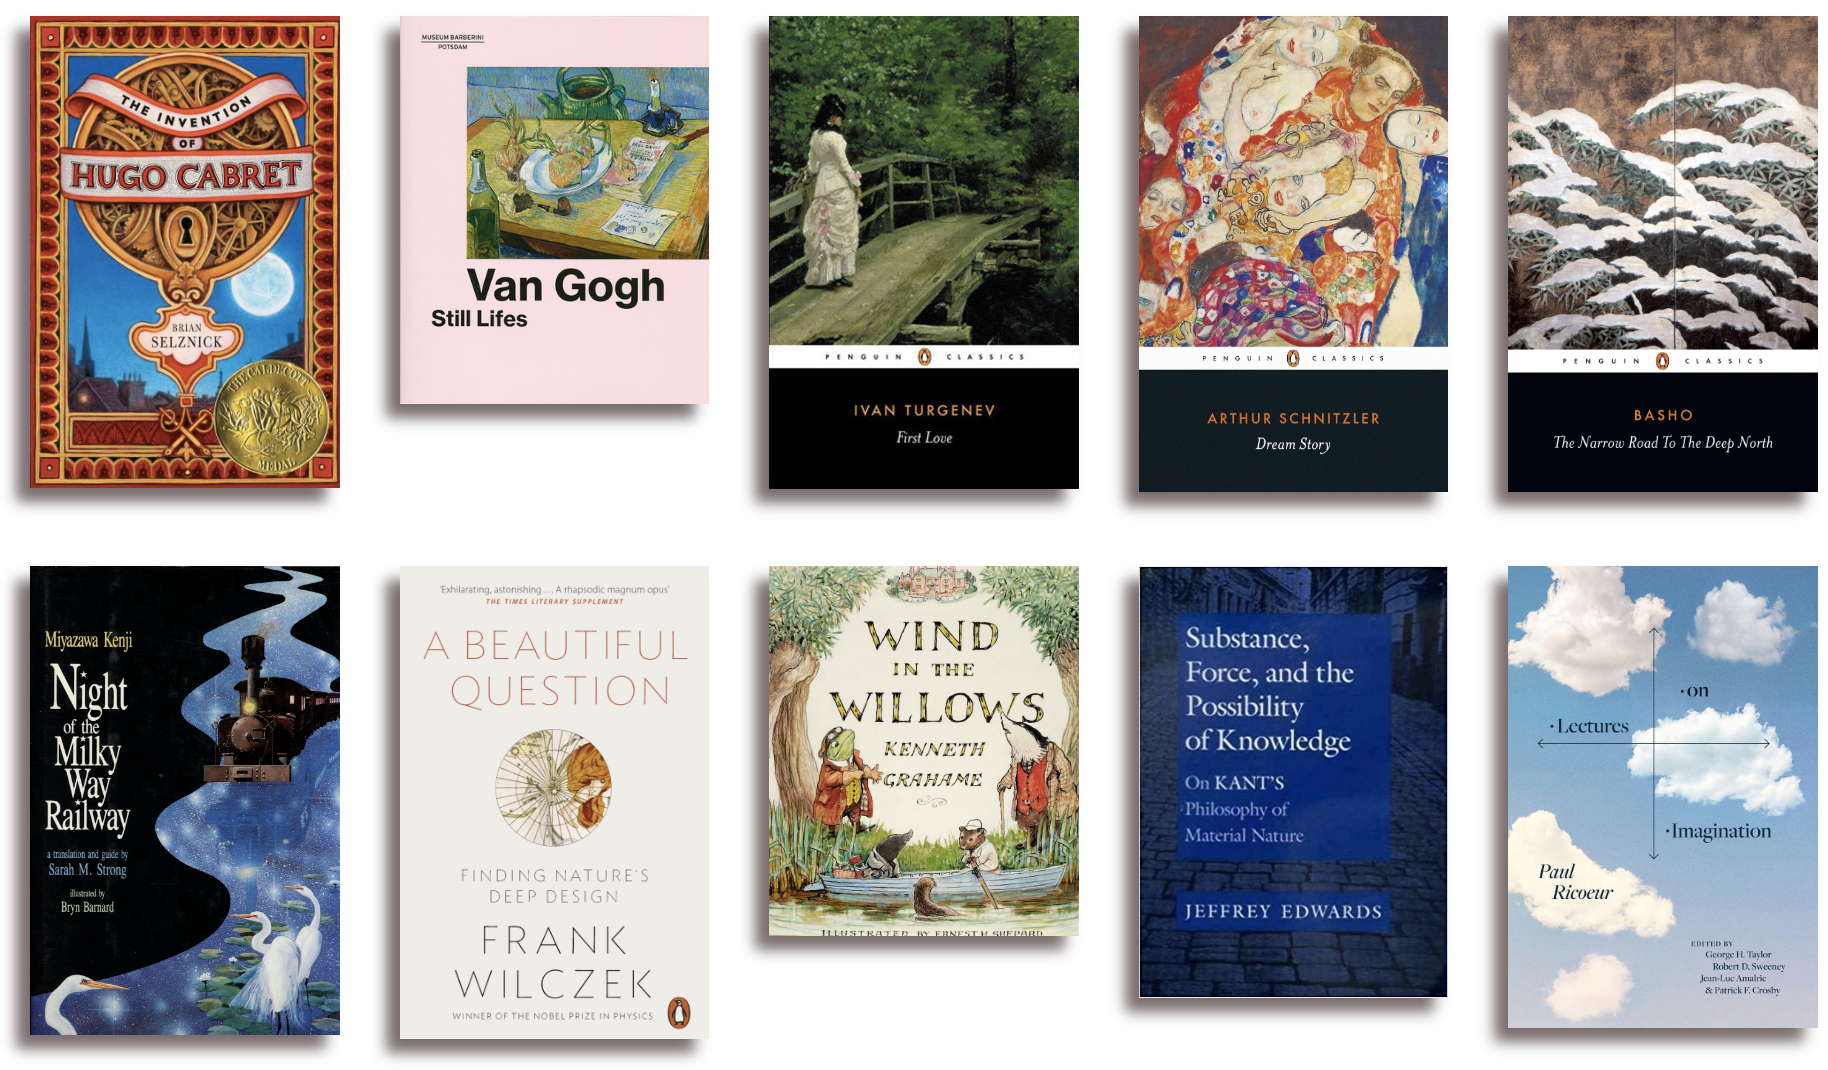 THE INVENTION
OF
HUGO CABRET
BRIAN
SELZNICK
THE CALDECOTT
MEDAL
MUSEUM BARBERINI
POTSDAM
Van Gogh
Still Lifes
PENGUIN CLASSICS
IVAN TURGENEV
First Love
PENGUIN CLASSICS
ARTHUR SCHNITZLER
Dream Story
PENGUIN CLASSICS
BASHO
The Narrow Road To The Deep North
Miyazawa Kenji
Night
of the
Milky
Way
Railway
a translation and guide by
Sarah M. Strong
illustrated by
Bryn Barnard
'Exhilarating, astonishing ... A rhapsodic magnum opus'
THE TIMES LITERARY SUPPLEMENT
A BEAUTIFUL
QUESTION
FINDING NATURE'S
DEEP DESIGN
FRANK
WILCZEK
WINNER OF THE NOBEL PRIZE IN PHYSICS
WIND
IN THE
WILLOWS
KENNETH
GRAHAME
ILLUSTRATED BY ERNEST H. SHEPARD
Substance,
Force, and the
Possibility
of Knowledge
On KANT'S
Philosophy of
Material Nature
JEFFREY EDWARDS
·on
·Lectures
·Imagination
Paul
Ricoeur
EDITED BY
George H. Taylor
Robert D. Sweeney
Jean-Luc Amalric
& Patrick F. Crosby